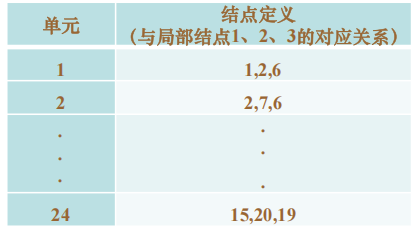 单元
结点定义
(与局部结点1、2、3的对应关系)
1 1,2,6
2 2,7,6
. .
. .
. .
24 15,20,19